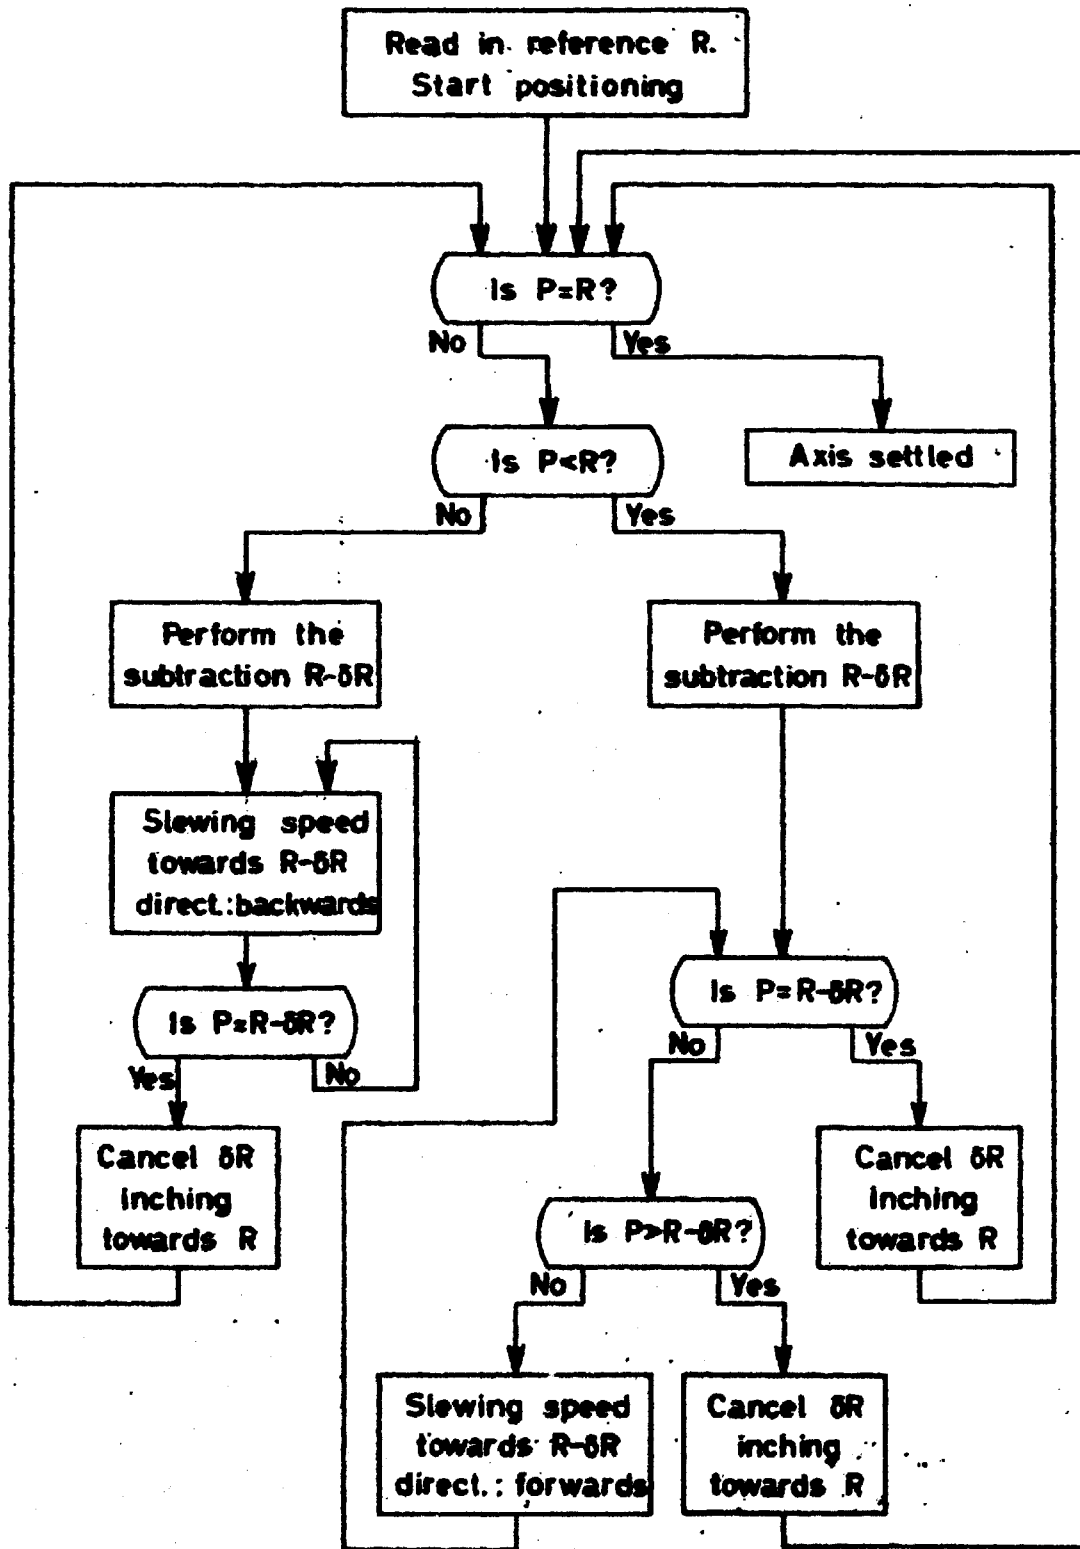 Read in reference R.
Start positioning
Is P=R?
No
Yes
Is P<R?
Axis settled
No
Yes
Perform the
subtraction R-δR
Perform the
subtraction R-δR
Slewing speed
towards R-δR
direct.:backwards
Is P=R-δR?
Yes
No
Is P=R-δR?
No
Yes
Cancel δR
inching
towards R
Cancel δR
inching
towards R
Is P>R-δR?
No
Yes
Slewing speed
towards R-δR
direct.: forwards
Cancel δR
inching
towards R